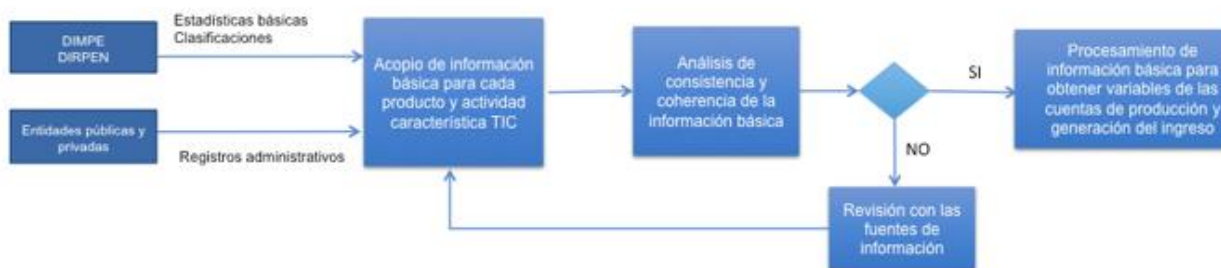 DIMPE
DIRPEN
Estadísticas básicas
Clasificaciones
Entidades públicas y
privadas
Registros administrativos
Acopio de información
básica para cada
producto y actividad
característica TIC
Análisis de
consistencia y
coherencia de la
información básica
SI
NO
Procesamiento de
información básica para
obtener variables de las
cuentas de producción y
generación del ingreso
Revisión con las
fuentes de
información